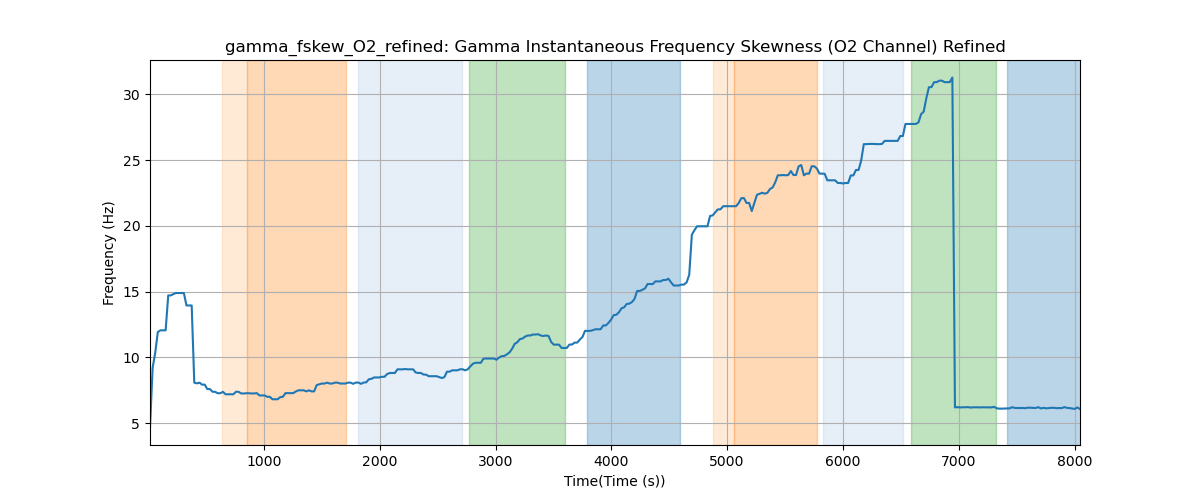 gamma_fskew_O2_refined: Gamma Instantaneous Frequency Skewness (O2 Channel) Refined
Frequency (Hz)
30
25
20
15
10
5
1000 2000 3000 4000 5000 6000 7000 8000
Time(Time (s))